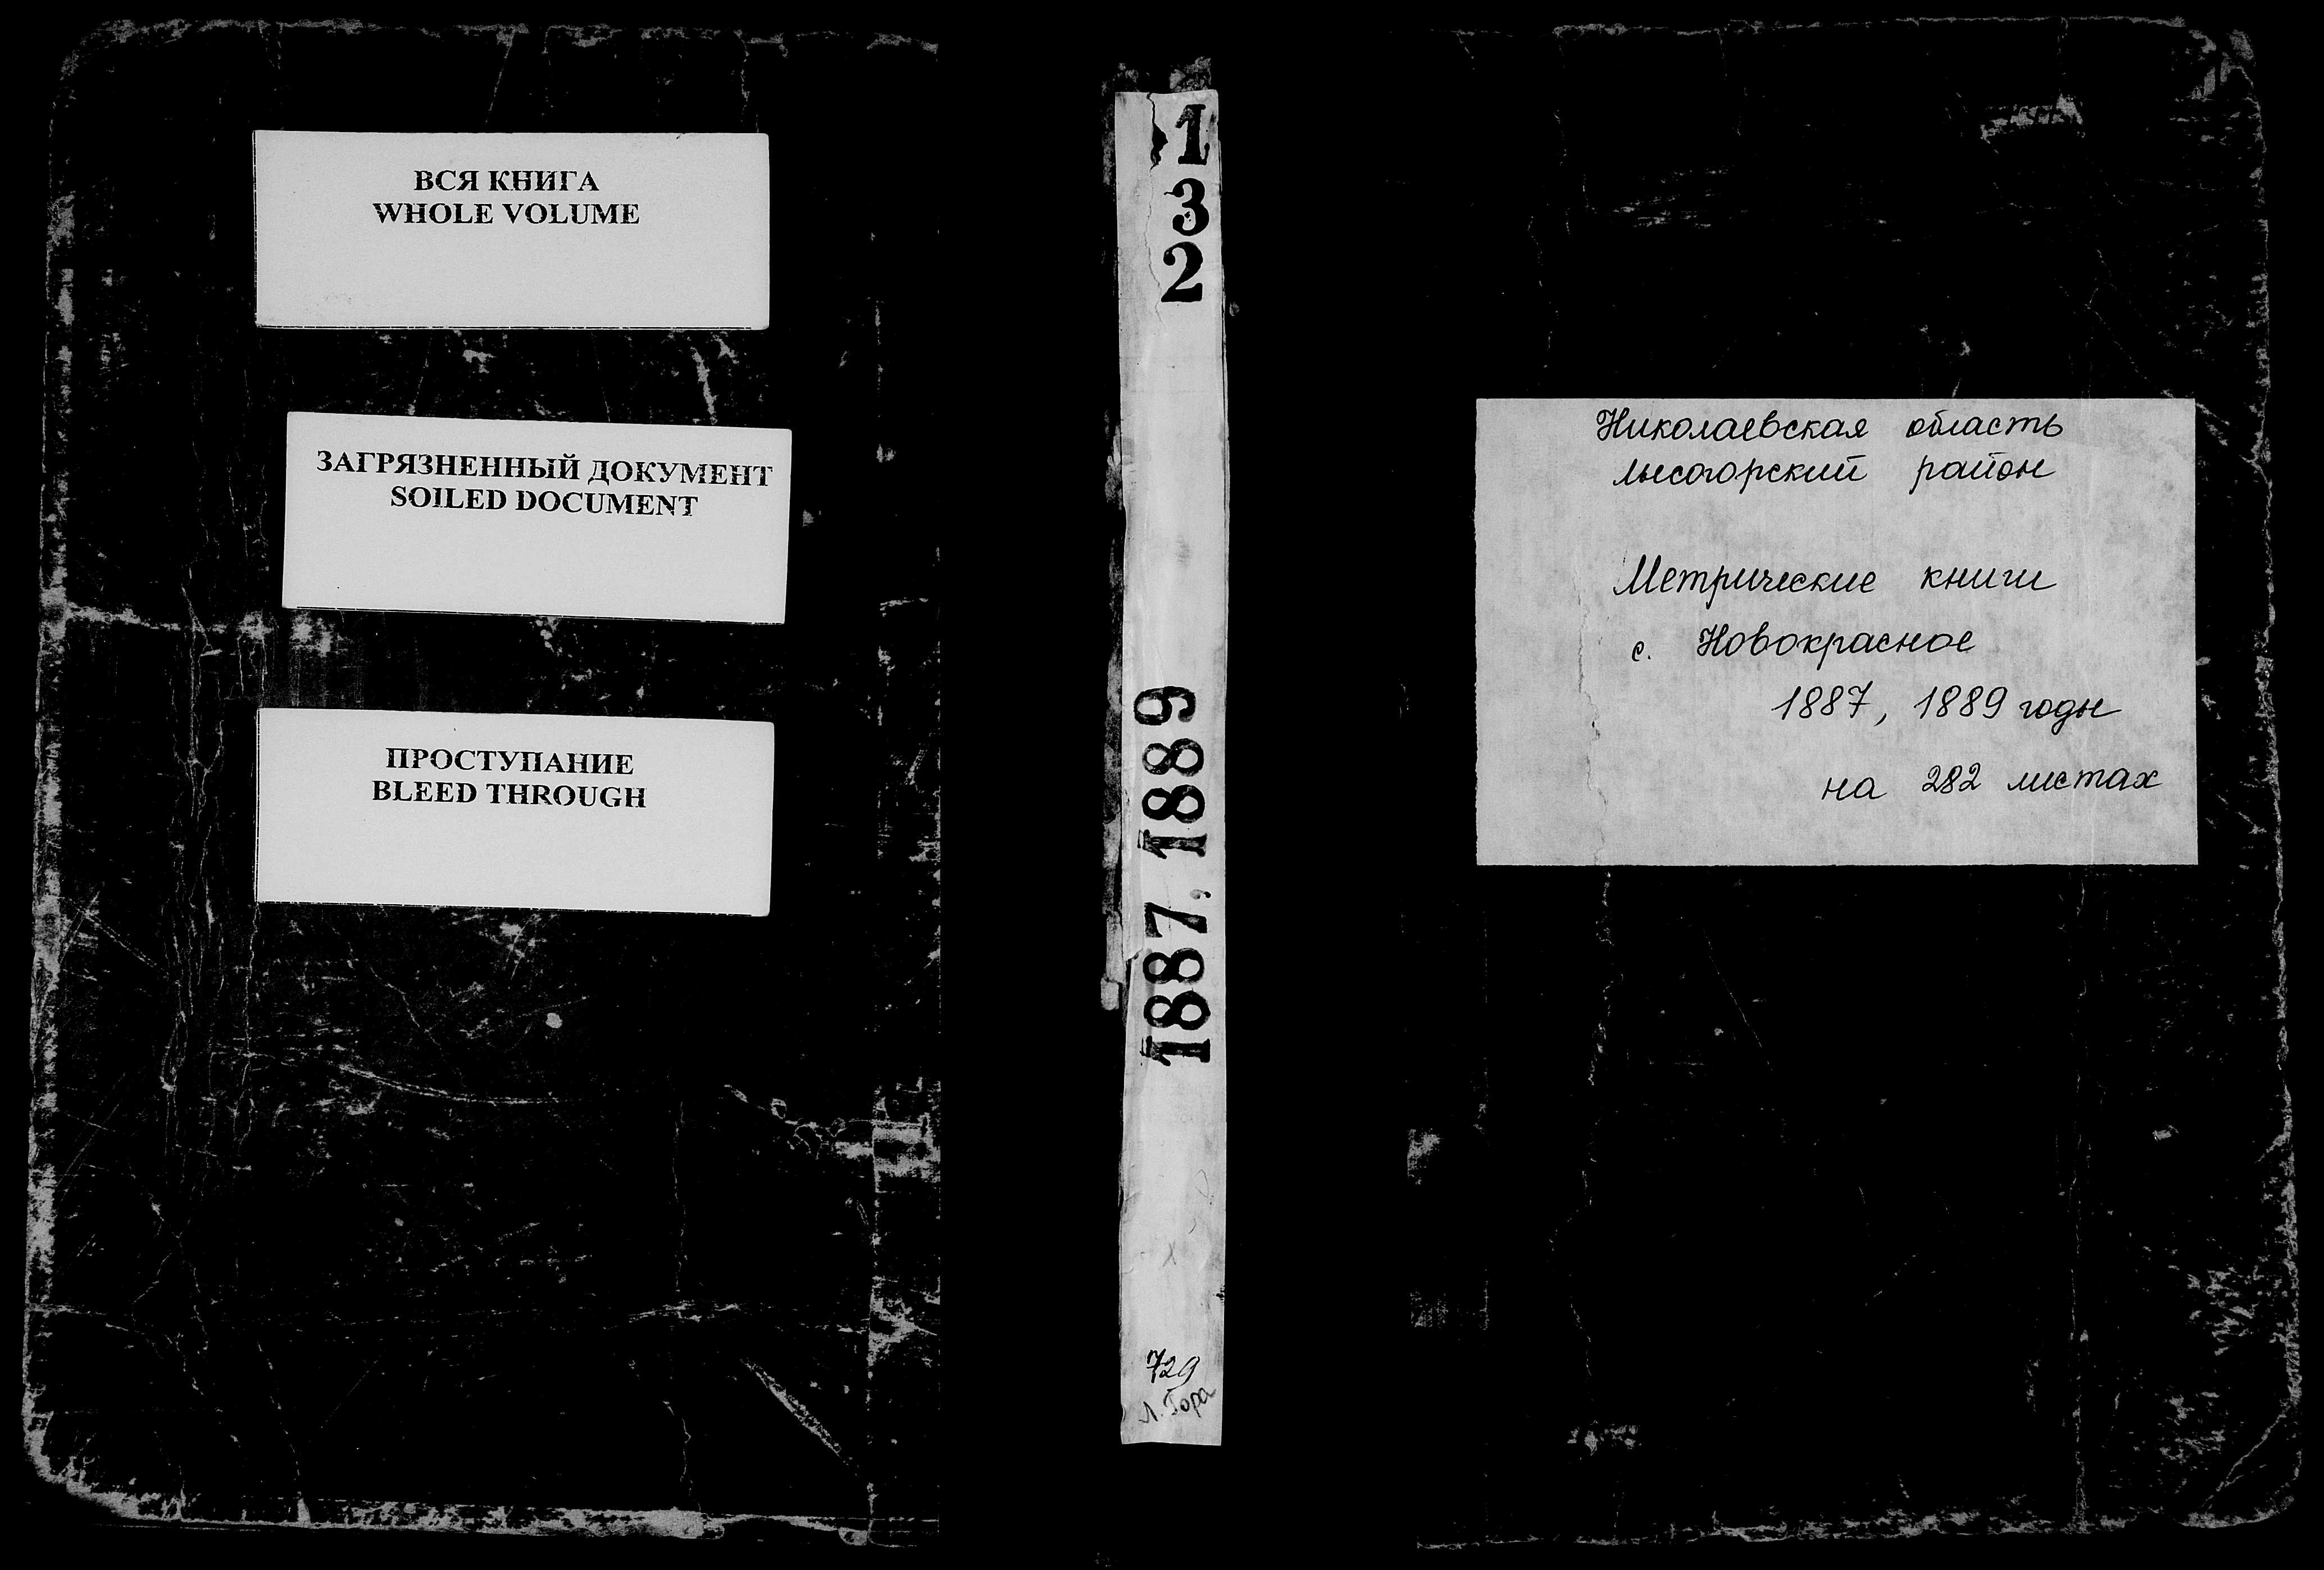 ВСЯ КНИГА
WHOLE VOLUME
ЗАГРЯЗНЕННЫЙ ДОКУМЕНТ
SOILED DOCUMENT
ПРОСТУПАНИЕ
BLEED THROUGH
1
3
2
1887, 1889
729
Л. Гора
Николаевская область
лысогорский район
Метрические книги
с. Новокрасное
1887, 1889 годы
на 282 листах